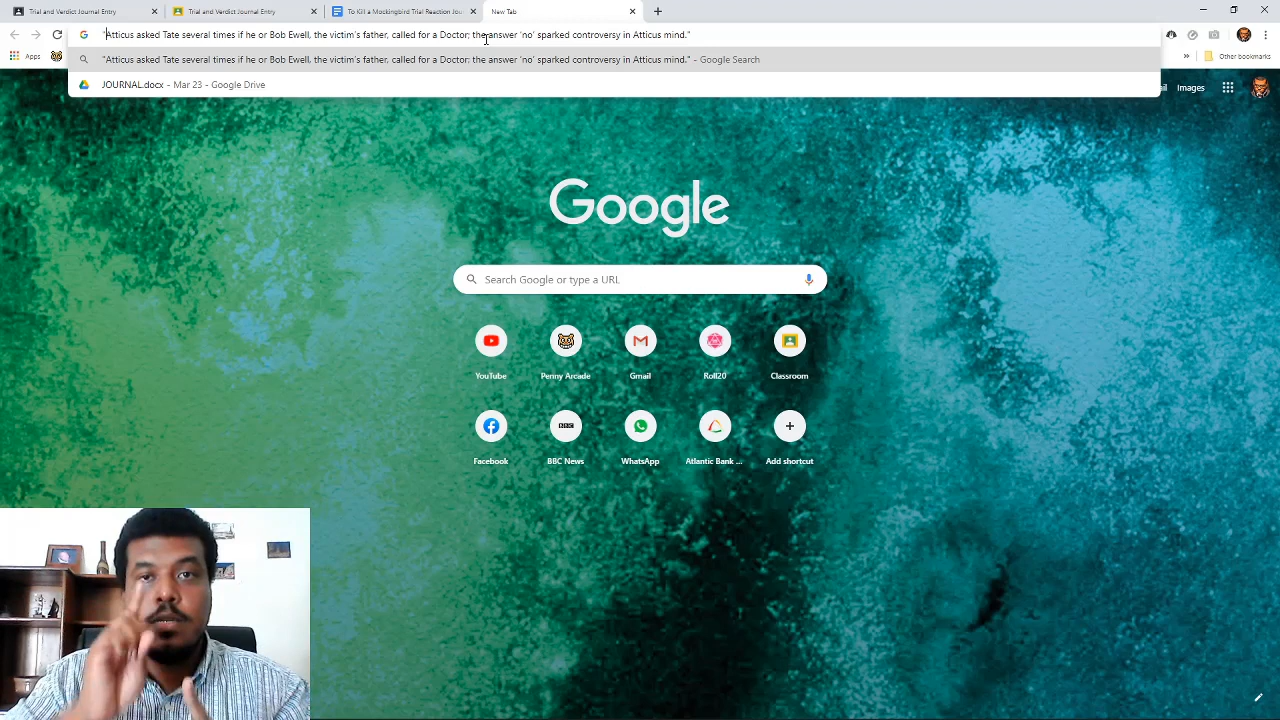 Trial and Verdict Journal Entry
Trial and Verdict Journal Entry
To Kill a Mockingbird Trial Reaction Jour
New Tab
"Atticus asked Tate several times if he or Bob Ewell, the victim's father, called for a Doctor; the answer 'no' sparked controversy in Atticus mind."
Apps
"Atticus asked Tate several times if he or Bob Ewell, the victim's father, called for a Doctor; the answer 'no' sparked controversy in Atticus mind." - Google Search
» Other bookmarks
JOURNAL.docx - Mar 23 - Google Drive
ail Images
Google
Search Google or type a URL
YouTube Penny Arcade Gmail Roll20 Classroom
BBC
Facebook BBC News WhatsApp Atlantic Bank ... Add shortcut